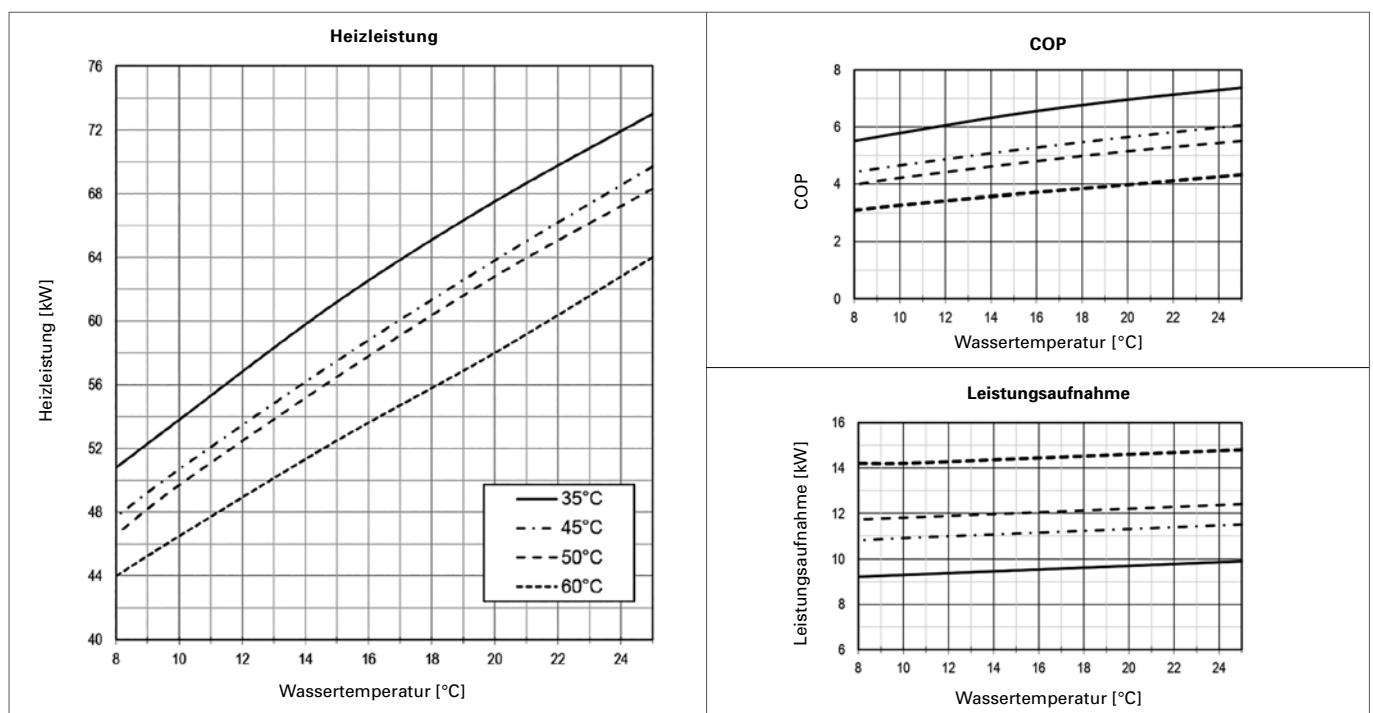 Heizleistung
76
72
68
64
60
56
52
48
44
40
Heizleistung [kW]
35°C
45°C
50°C
60°C
8 10 12 14 16 18 20 22 24
Wassertemperatur [°C]
COP
8
6
4
2
0
COP
8 10 12 14 16 18 20 22 24
Wassertemperatur [°C]
Leistungsaufnahme
16
14
12
10
8
6
Leistungsaufnahme [kW]
8 10 12 14 16 18 20 22 24
Wassertemperatur [°C]